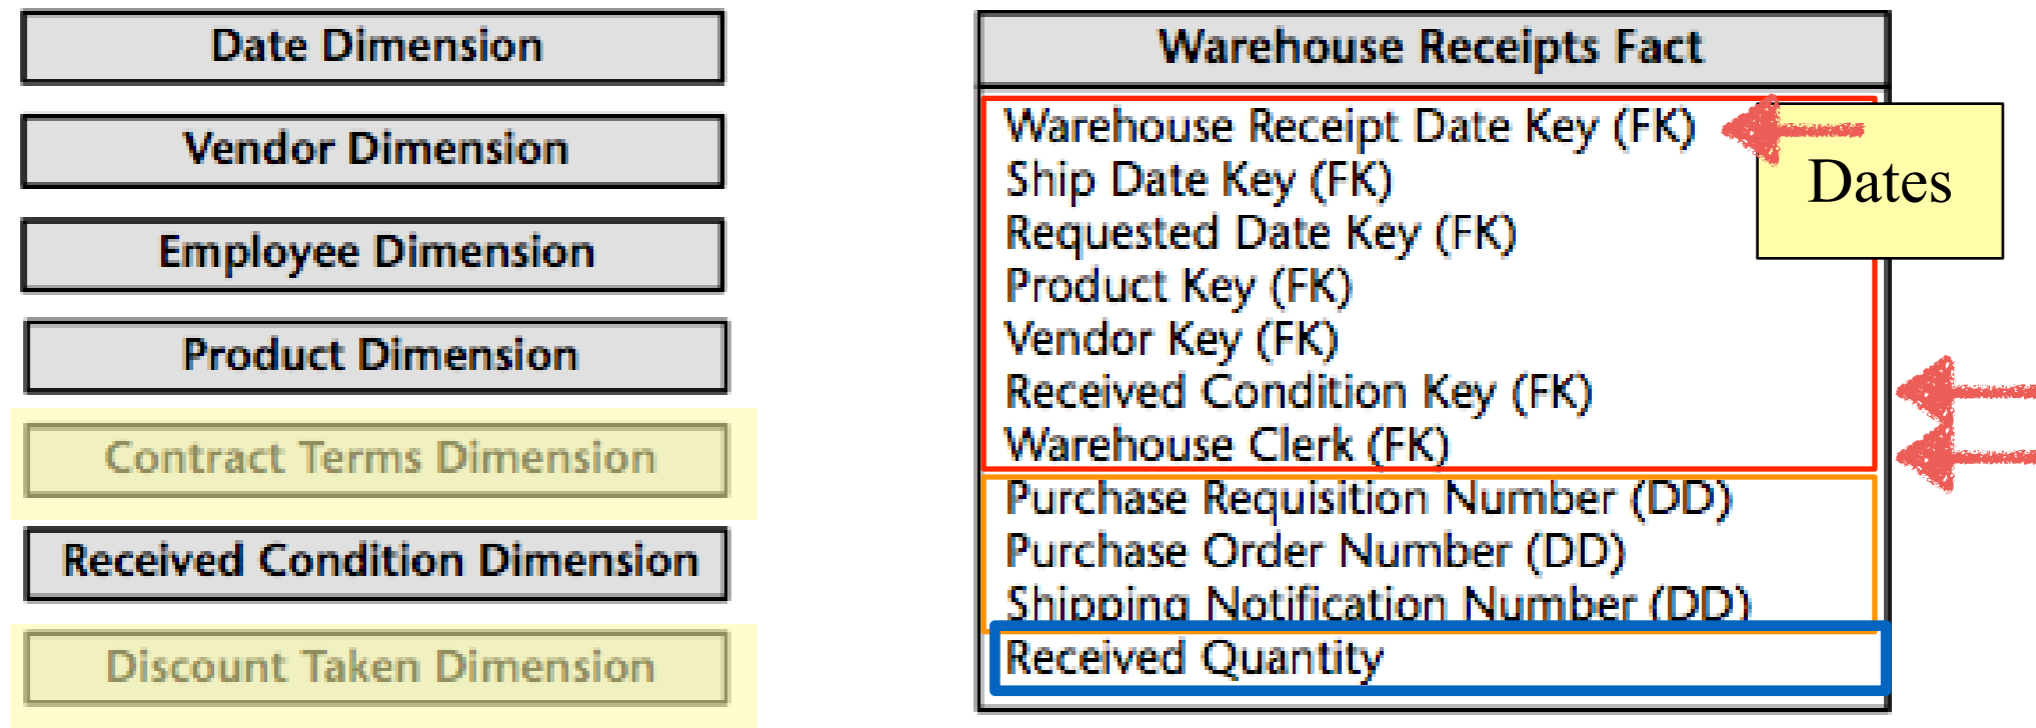 Date Dimension
Vendor Dimension
Employee Dimension
Product Dimension
Contract Terms Dimension
Received Condition Dimension
Discount Taken Dimension
Warehouse Receipts Fact
Warehouse Receipt Date Key (FK)
Ship Date Key (FK)
Requested Date Key (FK)
Product Key (FK)
Vendor Key (FK)
Received Condition Key (FK)
Warehouse Clerk (FK)
Purchase Requisition Number (DD)
Purchase Order Number (DD)
Shipping Notification Number (DD)
Received Quantity
Dates